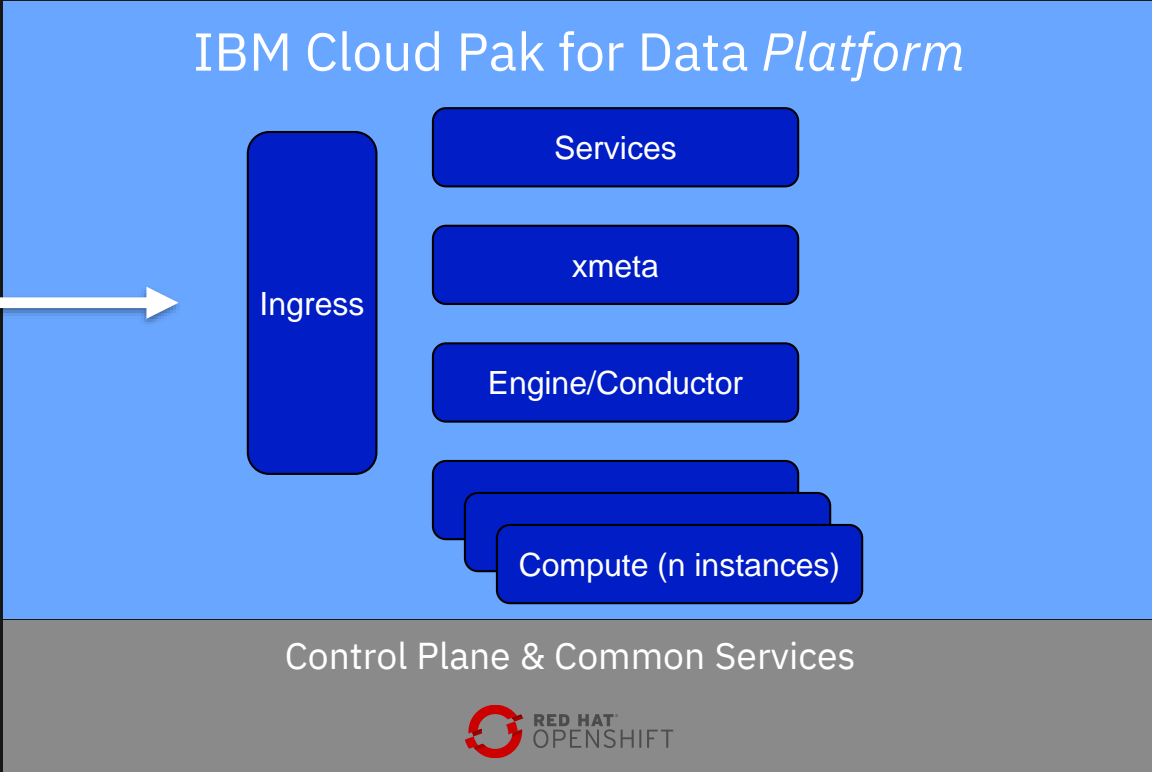 IBM Cloud Pak for Data Platform
Services
xmeta
Ingress
Engine/Conductor
Compute (n instances)
Control Plane & Common Services
RED HAT
OPENSHIFT